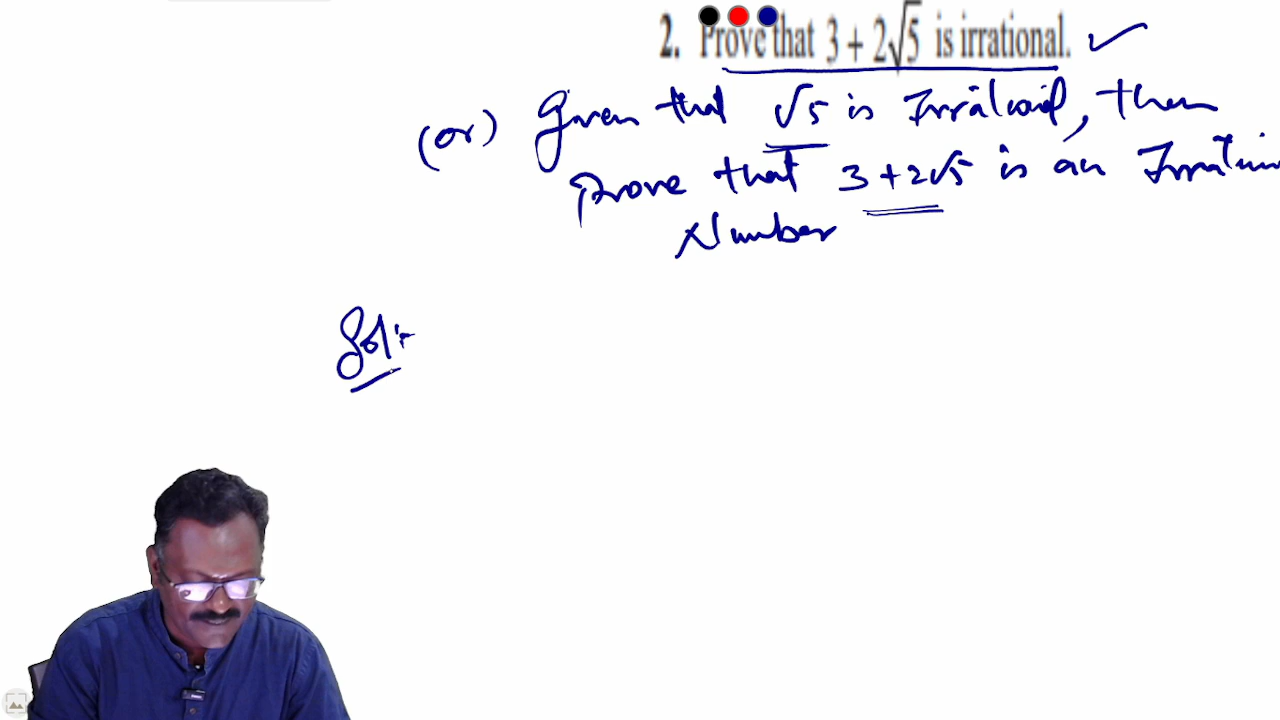 2. Prove that 3 + 2√5 is irrational. ✓
(or) Given that √5 is Irrational, then
Prove that 3 + 2√5 is an
Number
Sol:-